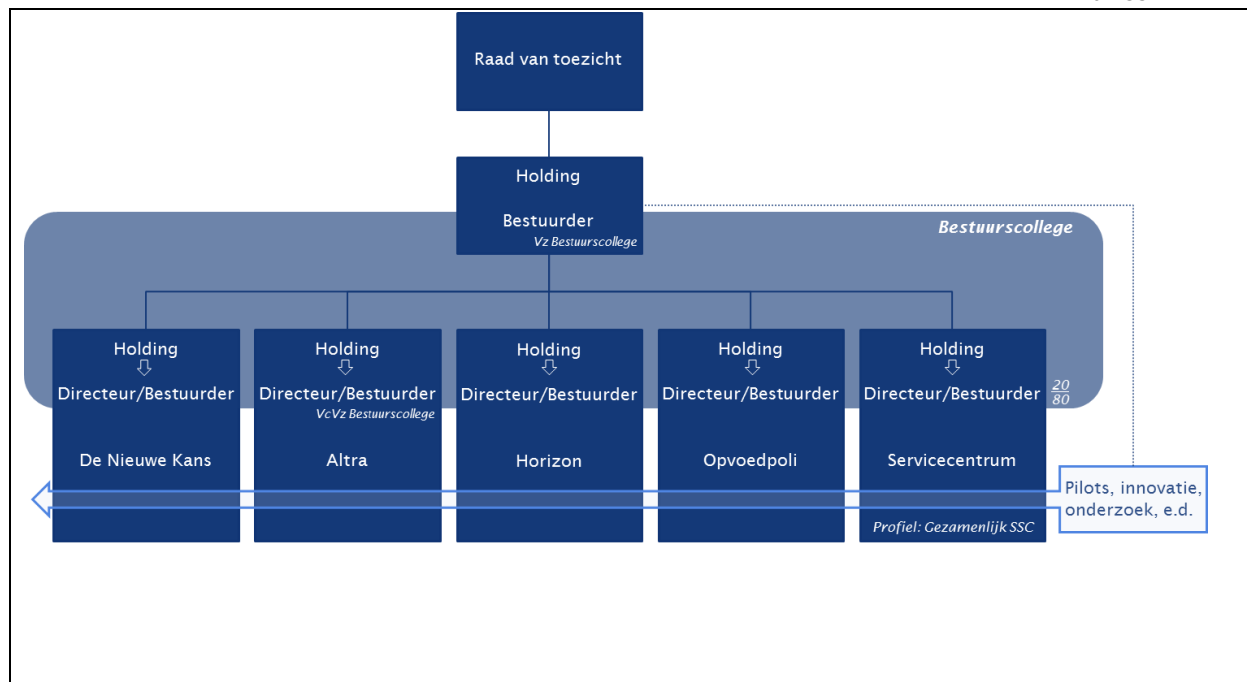 Raad van toezicht
Holding
Bestuurder
Vz Bestuurscollege
Bestuurscollege
Holding
Directeur/Bestuurder
De Nieuwe Kans
Holding
Directeur/Bestuurder
VcVz Bestuurscollege
Altra
Holding
Directeur/Bestuurder
Horizon
Holding
Directeur/Bestuurder
Opvoedpoli
Holding
Directeur/Bestuurder
Servicecentrum
Profiel: Gezamenlijk SSC
20
80
Pilots, innovatie,
onderzoek, e.d.